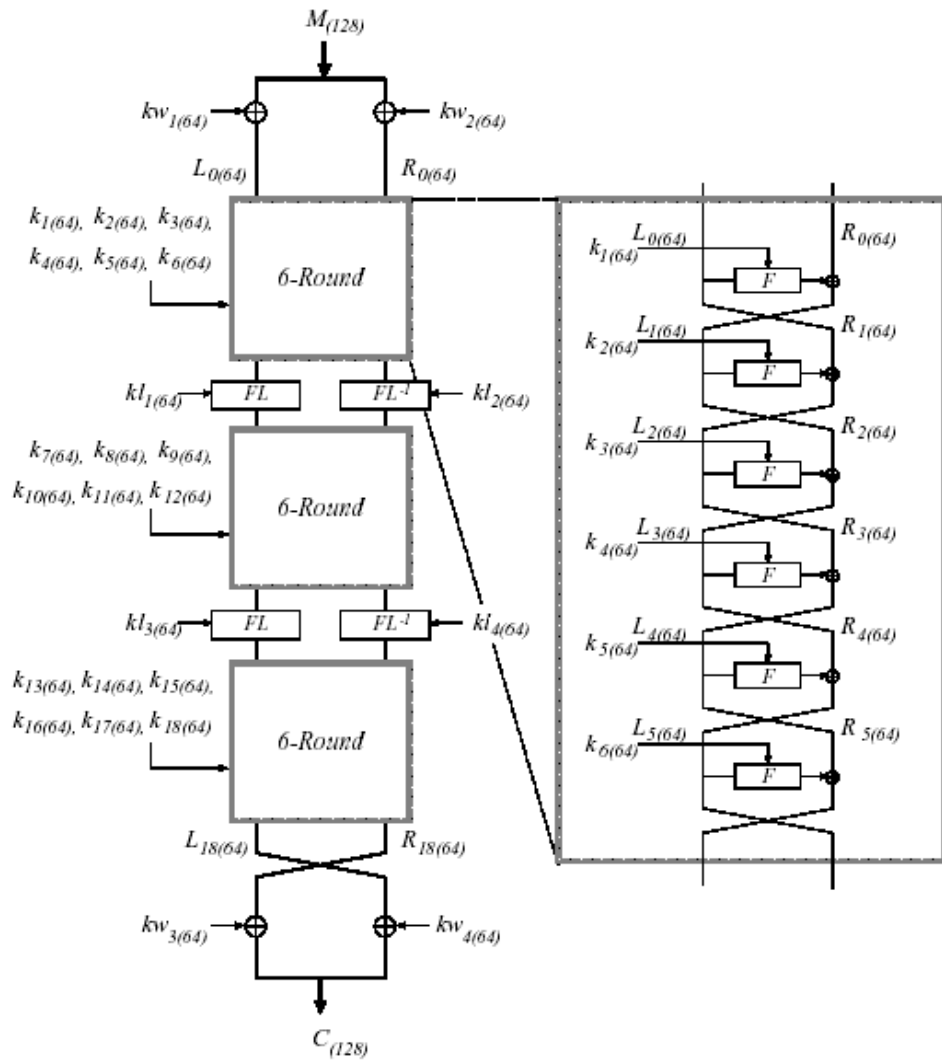 M(128)
kw1(64) kw2(64)
L0(64) R0(64)
k1(64), k2(64), k3(64),
k4(64), k5(64), k6(64)
6-Round
kl1(64) FL FL-1 kl2(64)
k7(64), k8(64), k9(64),
k10(64), k11(64), k12(64)
6-Round
kl3(64) FL FL-1 kl4(64)
k13(64), k14(64), k15(64),
k16(64), k17(64), k18(64)
6-Round
L18(64) R18(64)
kw3(64) kw4(64)
C(128)
L0(64) R0(64)
k1(64) F
L1(64) R1(64)
k2(64) F
L2(64) R2(64)
k3(64) F
L3(64) R3(64)
k4(64) F
L4(64) R4(64)
k5(64) F
L5(64) R5(64)
k6(64) F